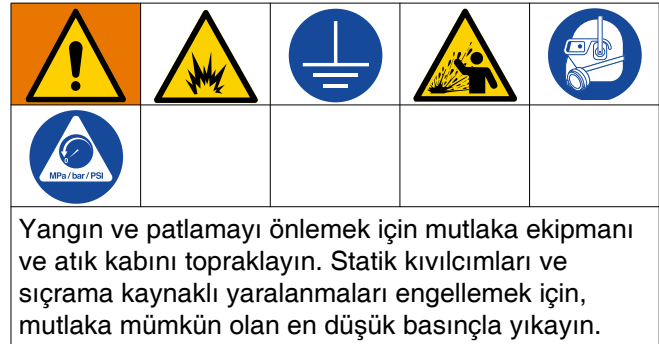 0
MPa / bar / PSI
Yangın ve patlamayı önlemek için mutlaka ekipmanı
ve atık kabını topraklayın. Statik kıvılcımları ve
sıçrama kaynaklı yaralanmaları engellemek için,
mutlaka mümkün olan en düşük basınçla yıkayın.